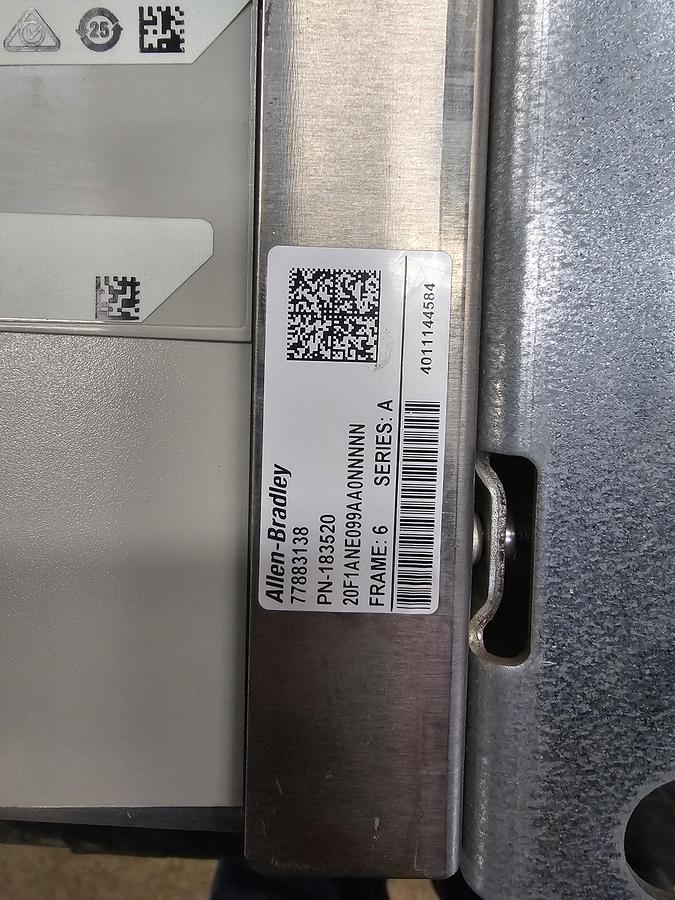 Allen-Bradley
77883138
PN-183520
20F1ANE099AA0NNNNN
FRAME: 6 SERIES: A
4011144584
25